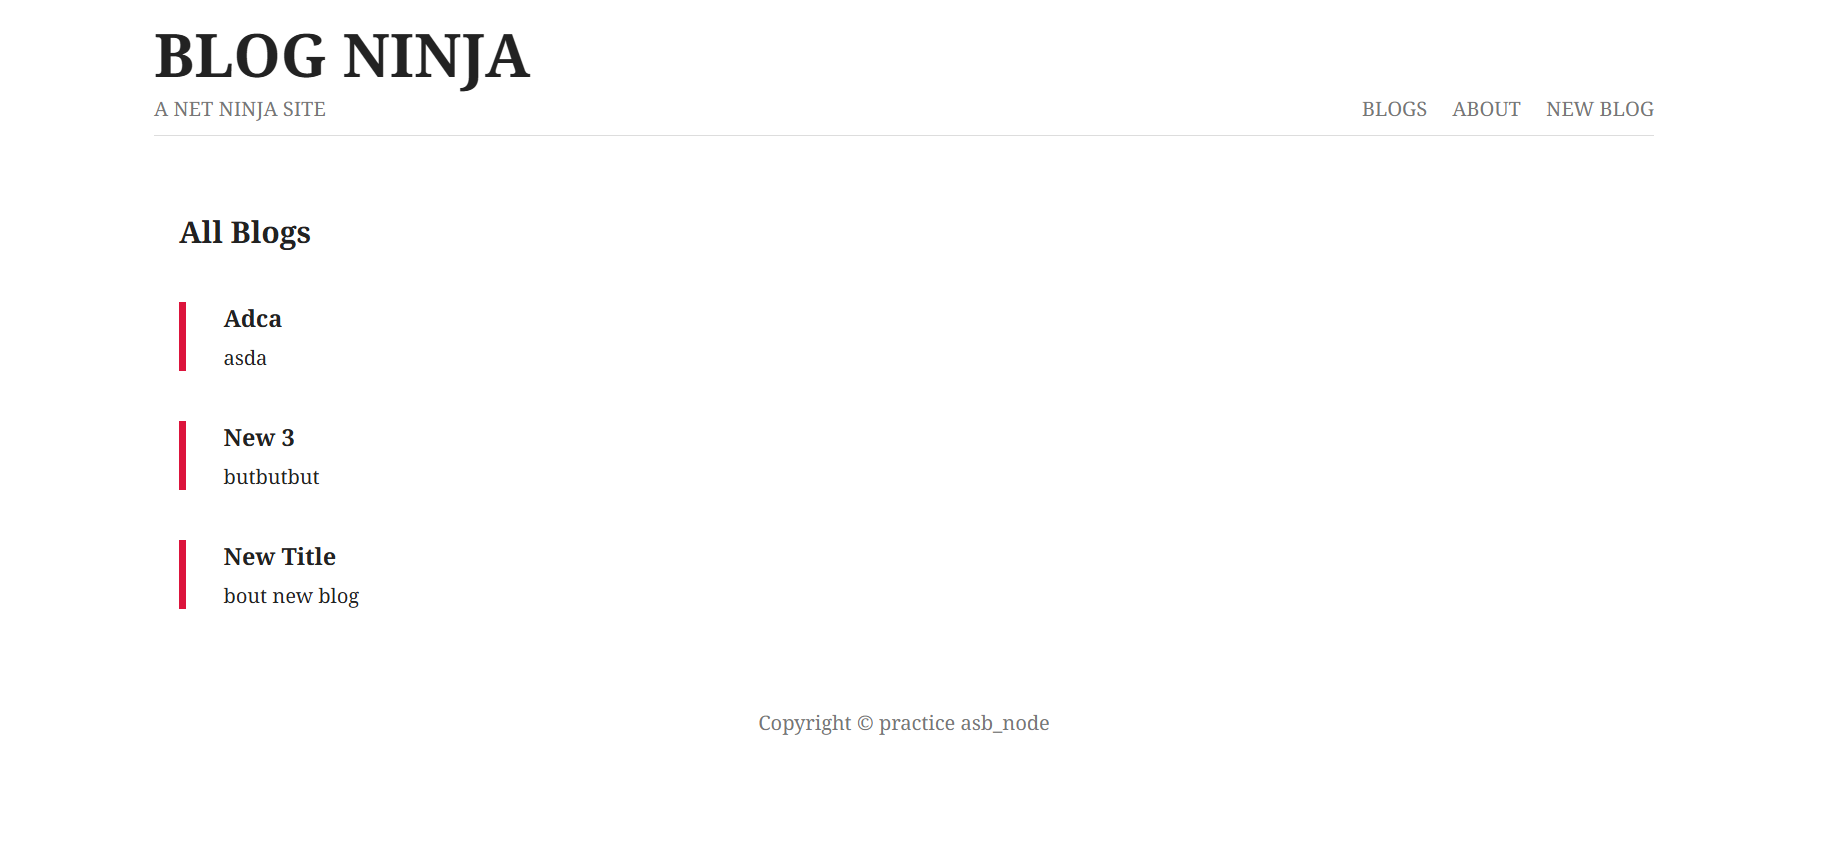 BLOG NINJA
A NET NINJA SITE
BLOGS ABOUT NEW BLOG
All Blogs
Adca
asda
New 3
butbutbut
New Title
bout new blog
Copyright © practice asb_node